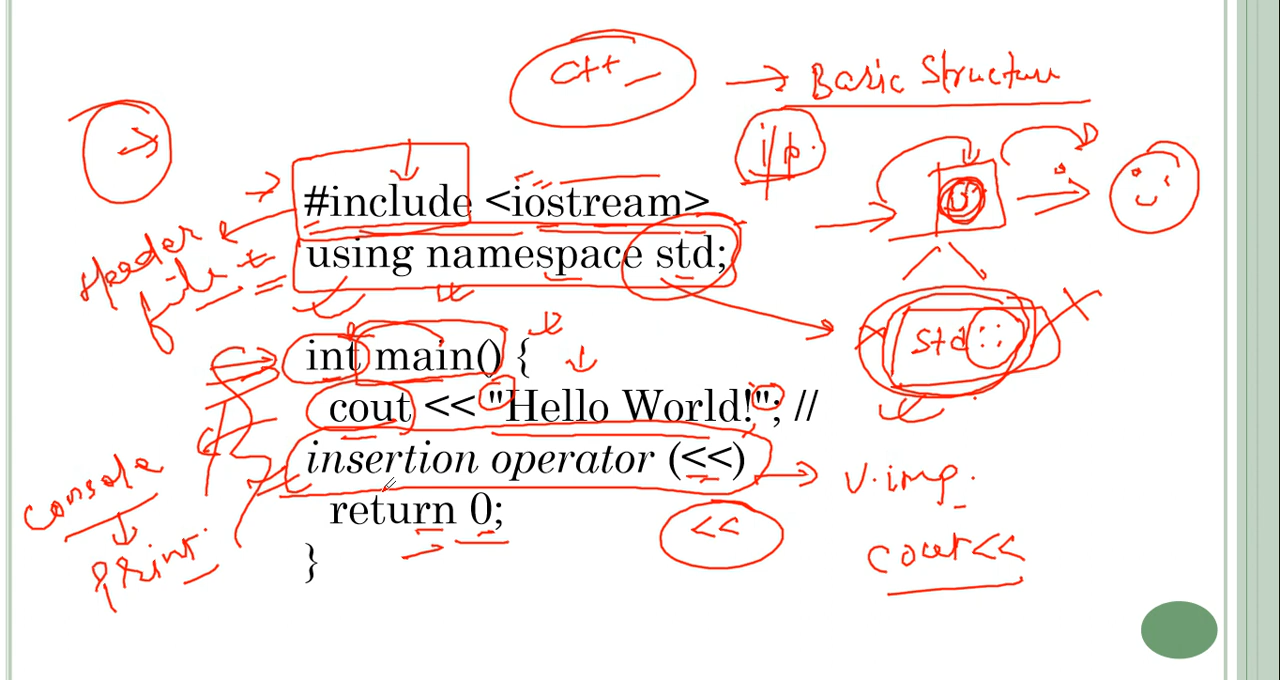 C++ → Basic Structure
i/p.
#include <iostream>
using namespace std;
Header
file
std::
int main() {
cout << "Hello World!"; //
insertion operator (<<)
v.imp.
return 0;
<<
cout<<
}
Console
print